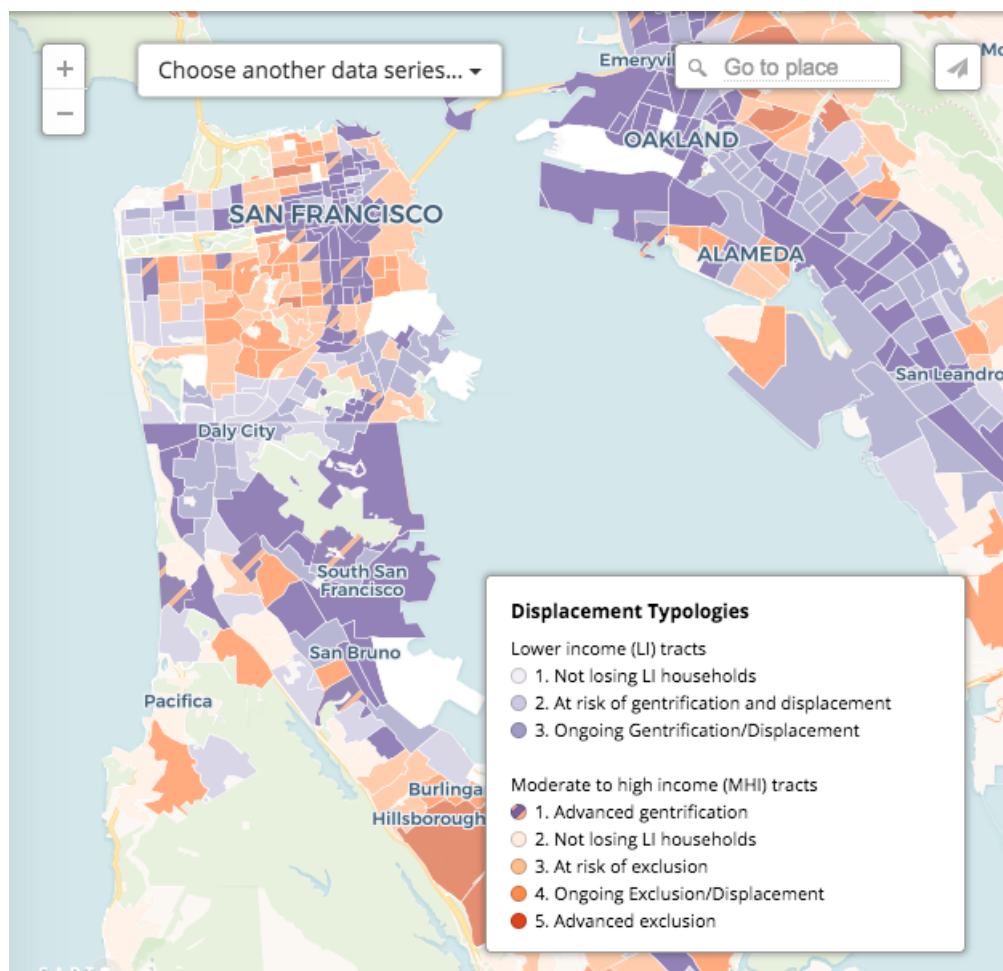 Choose another data series...
Go to place
Emeryvil
Mo
OAKLAND
SAN FRANCISCO
ALAMEDA
San Leandro
Daly City
South San
Francisco
San Bruno
Pacifica
Burlinga
Hillsborough
Displacement Typologies
Lower income (LI) tracts
1. Not losing LI households
2. At risk of gentrification and displacement
3. Ongoing Gentrification/Displacement
Moderate to high income (MHI) tracts
1. Advanced gentrification
2. Not losing LI households
3. At risk of exclusion
4. Ongoing Exclusion/Displacement
5. Advanced exclusion